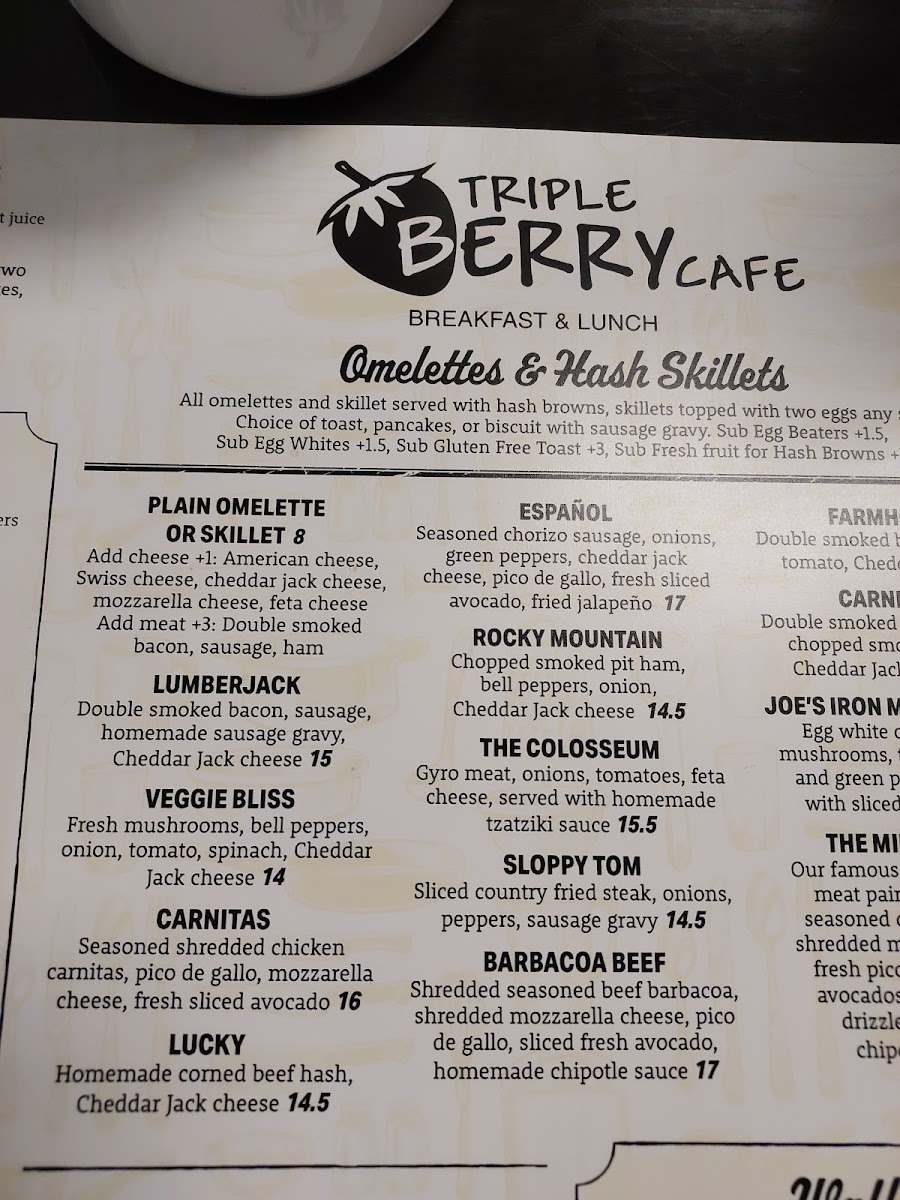 t juice
TRIPLE
BERRY CAFE
BREAKFAST & LUNCH
Omelettes & Hash Skillets
All omelettes and skillet served with hash browns, skillets topped with two eggs any
Choice of toast, pancakes, or biscuit with sausage gravy. Sub Egg Beaters +1.5,
Sub Egg Whites +1.5, Sub Gluten Free Toast +3, Sub Fresh fruit for Hash Browns +
PLAIN OMELETTE
OR SKILLET 8
Add cheese +1: American cheese,
Swiss cheese, cheddar jack cheese,
mozzarella cheese, feta cheese
Add meat +3: Double smoked
bacon, sausage, ham
LUMBERJACK
Double smoked bacon, sausage,
homemade sausage gravy,
Cheddar Jack cheese 15
VEGGIE BLISS
Fresh mushrooms, bell peppers,
onion, tomato, spinach, Cheddar
Jack cheese 14
CARNITAS
Seasoned shredded chicken
carnitas, pico de gallo, mozzarella
cheese, fresh sliced avocado 16
LUCKY
Homemade corned beef hash,
Cheddar Jack cheese 14.5
ESPAÑOL
Seasoned chorizo sausage, onions,
green peppers, cheddar jack
cheese, pico de gallo, fresh sliced
avocado, fried jalapeño 17
ROCKY MOUNTAIN
Chopped smoked pit ham,
bell peppers, onion,
Cheddar Jack cheese 14.5
THE COLOSSEUM
Gyro meat, onions, tomatoes, feta
cheese, served with homemade
tzatziki sauce 15.5
SLOPPY TOM
Sliced country fried steak, onions,
peppers, sausage gravy 14.5
BARBACOA BEEF
Shredded seasoned beef barbacoa,
shredded mozzarella cheese, pico
de gallo, sliced fresh avocado,
homemade chipotle sauce 17
FARMH
Double smoked b
tomato, Ched
CARNI
Double smoked
chopped smo
Cheddar Jac
JOE'S IRON M
Egg white o
mushrooms,
and green p
with sliced
THE MI
Our famous
meat pair
seasoned
shredded m
fresh pico
avocados
drizzle
chip